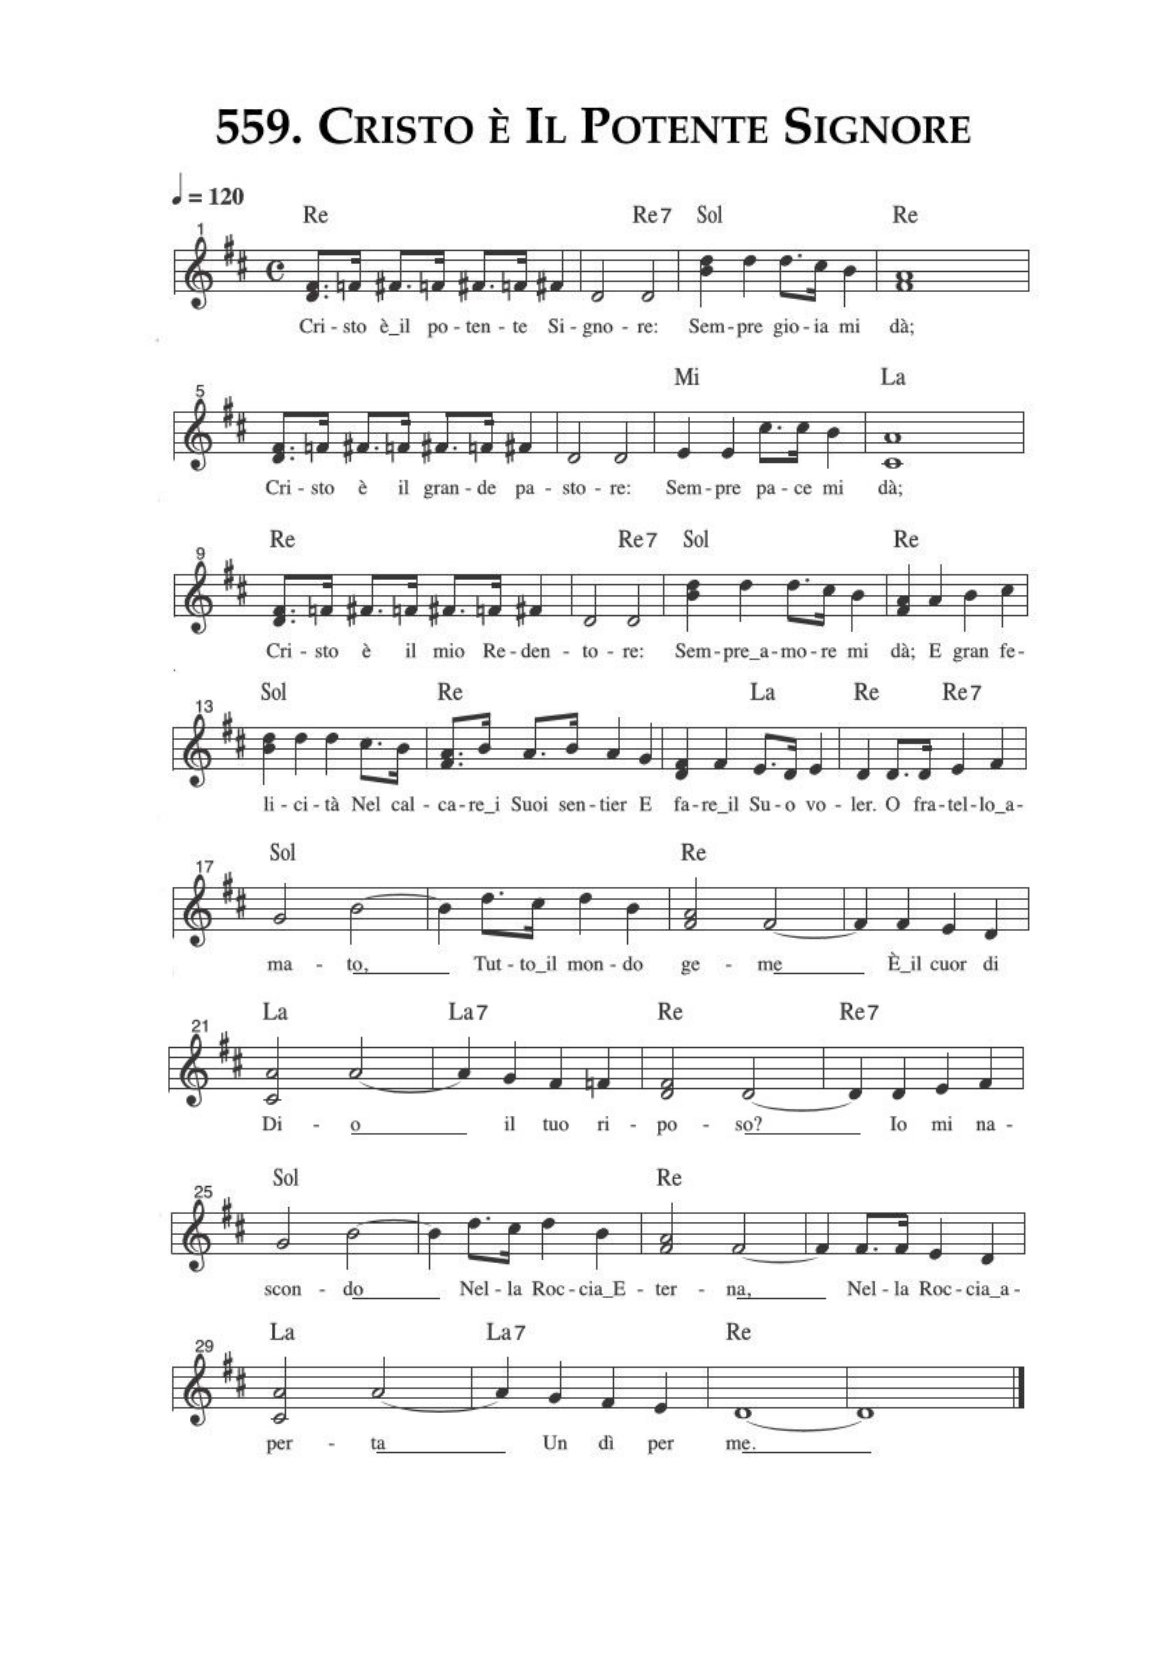 559. Cristo è Il Potente Signore
= 120
Re Re7 Sol Re
1
Cri - sto è_il po - ten - te Si - gno - re: Sem - pre gio - ia mi dà;
Mi La
5
Cri - sto è il gran - de pa - sto - re: Sem - pre pa - ce mi dà;
Re Re7 Sol Re
9
Cri - sto è il mio Re - den - to - re: Sem - pre_a - mo - re mi dà; E gran fe -
Sol Re La Re Re7
13
li - ci - tà Nel cal - ca - re_i Suoi sen - tier E fa - re_il Su - o vo - ler. O fra - tel - lo_a -
Sol Re
17
ma - to, Tut - to_il mon - do ge - me È_il cuor di
La La7 Re Re7
21
Di - o il tuo ri - po - so? Io mi na -
Sol Re
25
scon - do Nel - la Roc - cia_E - ter - na, Nel - la Roc - cia_a -
La La7 Re
29
per - ta Un dì per me.